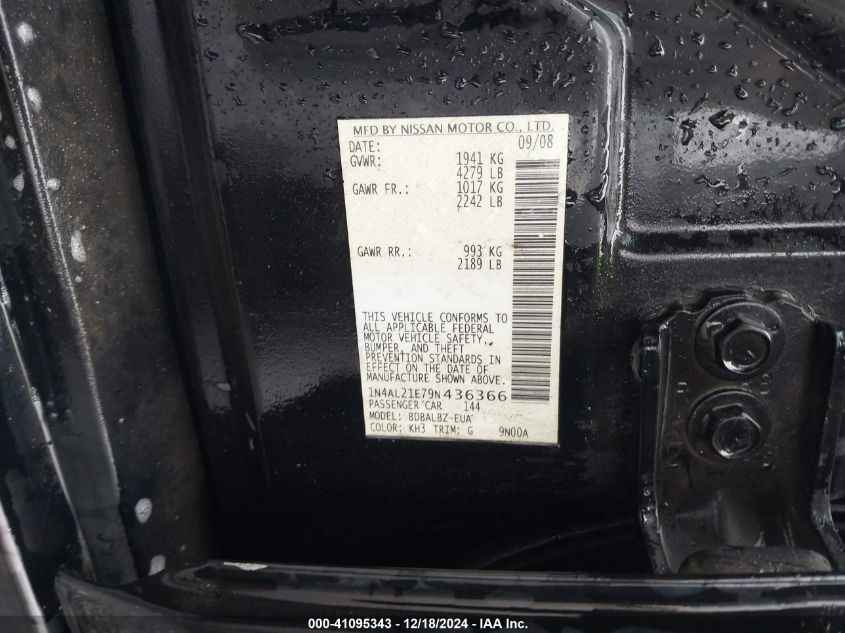 MFD BY NISSAN MOTOR CO., LTD.
DATE: 09/08
GVWR: 1941 KG
4279 LB
GAWR FR.: 1017 KG
2242 LB
GAWR RR.: 993 KG
2189 LB
THIS VEHICLE CONFORMS TO
ALL APPLICABLE FEDERAL
MOTOR VEHICLE SAFETY,
BUMPER, AND THEFT
PREVENTION STANDARDS IN
EFFECT ON THE DATE OF
MANUFACTURE SHOWN ABOVE.
1N4AL21E79N436366
PASSENGER CAR 144
MODEL: BDBALBZ-EUA
COLOR: KH3 TRIM: G 9N00A
000-41095343 - 12/18/2024 - IAA, Inc.